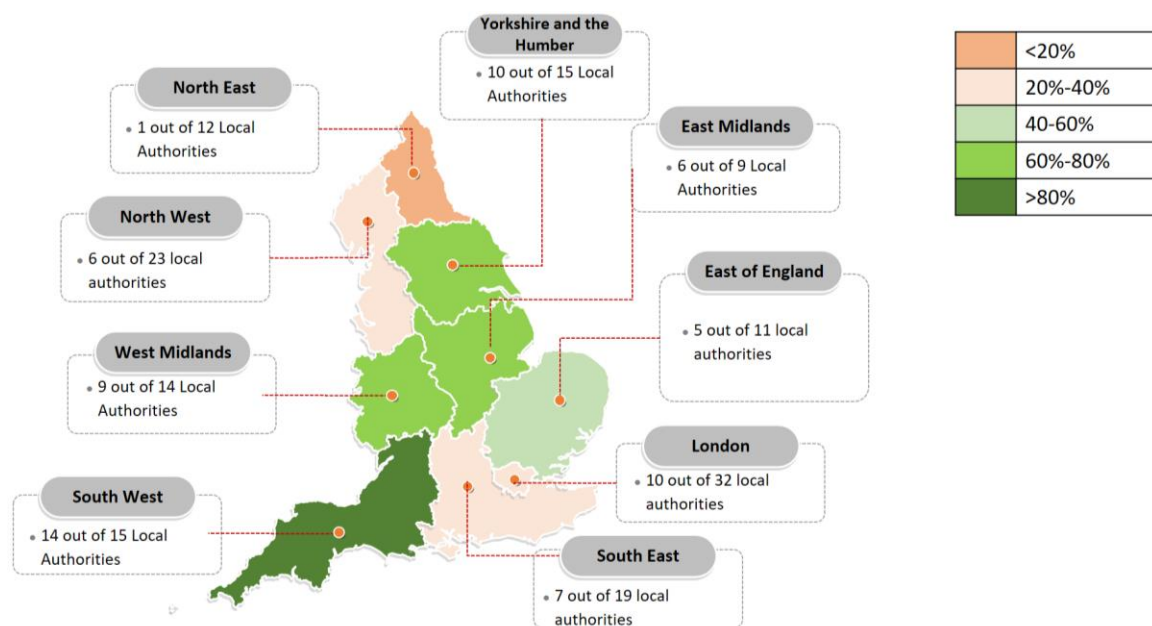 Yorkshire and the
Humber
• 10 out of 15 Local
Authorities
North East
• 1 out of 12 Local
Authorities
East Midlands
• 6 out of 9 Local
Authorities
North West
• 6 out of 23 local
authorities
East of England
• 5 out of 11 local
authorities
West Midlands
• 9 out of 14 Local
Authorities
London
• 10 out of 32 local
authorities
South West
• 14 out of 15 Local
Authorities
South East
• 7 out of 19 local
authorities
<20%
20%-40%
40-60%
60%-80%
>80%